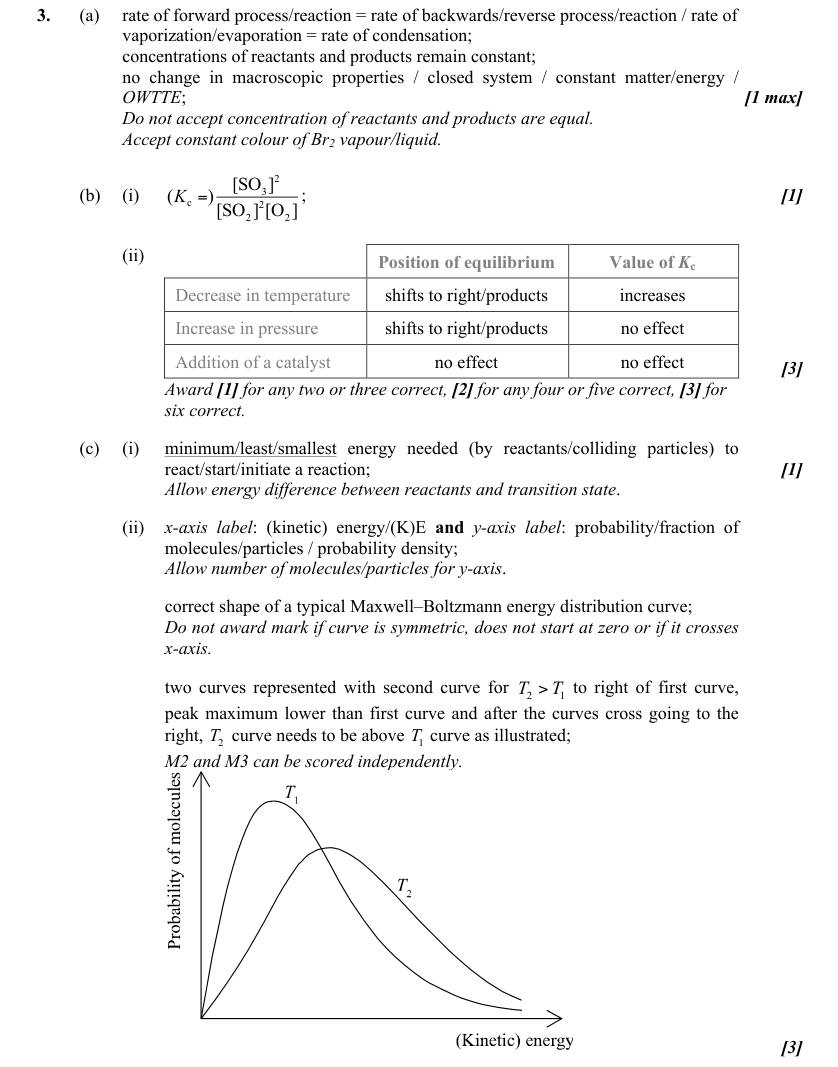 3. (a) rate of forward process/reaction = rate of backwards/reverse process/reaction / rate of
vaporization/evaporation = rate of condensation;
concentrations of reactants and products remain constant;
no change in macroscopic properties / closed system / constant matter/energy /
OWTTE; [1 max]
Do not accept concentration of reactants and products are equal.
Accept constant colour of Br₂ vapour/liquid.
(b) (i) (K_c =) [SO₃]² / [SO₂]²[O₂] ; [1]
(ii)
Position of equilibrium Value of K_c
Decrease in temperature shifts to right/products increases
Increase in pressure shifts to right/products no effect
Addition of a catalyst no effect no effect [3]
Award [1] for any two or three correct, [2] for any four or five correct, [3] for
six correct.
(c) (i) minimum/least/smallest energy needed (by reactants/colliding particles) to
react/start/initiate a reaction; [1]
Allow energy difference between reactants and transition state.
(ii) x-axis label: (kinetic) energy/(K)E and y-axis label: probability/fraction of
molecules/particles / probability density;
Allow number of molecules/particles for y-axis.
correct shape of a typical Maxwell–Boltzmann energy distribution curve;
Do not award mark if curve is symmetric, does not start at zero or if it crosses
x-axis.
two curves represented with second curve for T₂ > T₁ to right of first curve,
peak maximum lower than first curve and after the curves cross going to the
right, T₂ curve needs to be above T₁ curve as illustrated;
M2 and M3 can be scored independently.
Probability of molecules
T₁
T₂
(Kinetic) energy
[3]